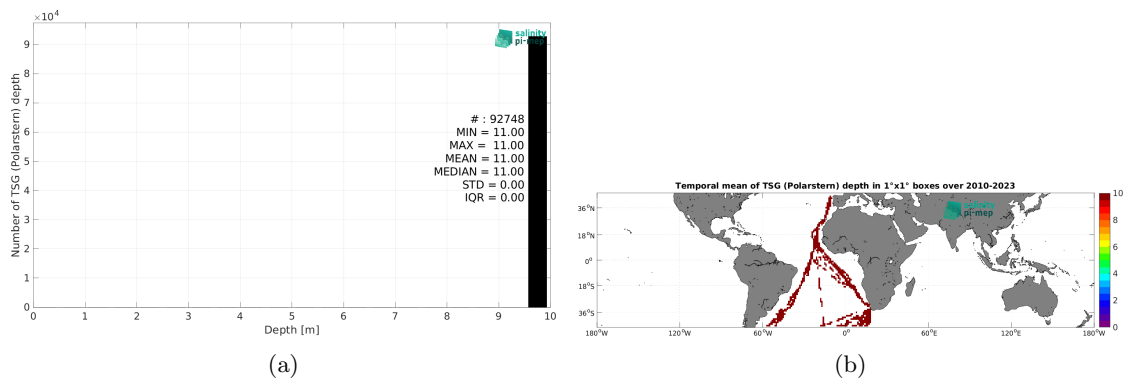 ×10⁴
9
8
7
6
5
4
3
2
1
0
Number of TSG (Polarstern) depth
salinity
pi-mep
# : 92748
MIN = 11.00
MAX = 11.00
MEAN = 11.00
MEDIAN = 11.00
STD = 0.00
IQR = 0.00
0 1 2 3 4 5 6 7 8 9 10
Depth [m]
(a)
Temporal mean of TSG (Polarstern) depth in 1°x1° boxes over 2010-2023
salinity
pi-mep
36°N
18°N
0°
18°S
36°S
180°W 120°W 60°W 0° 60°E 120°E 180°E
10
8
6
4
2
0
(b)